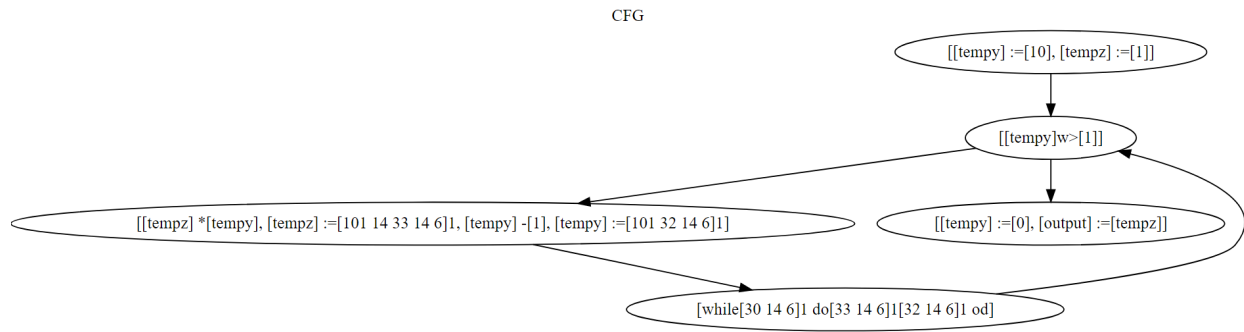 CFG
[[tempy] :=[10], [tempz] :=[1]]
[[tempy]w>[1]]
[[tempz] *[tempy], [tempz] :=[101 14 33 14 6]1, [tempy] -[1], [tempy] :=[101 32 14 6]1]
[[tempy] :=[0], [output] :=[tempz]]
[while[30 14 6]1 do[33 14 6]1[32 14 6]1 od]